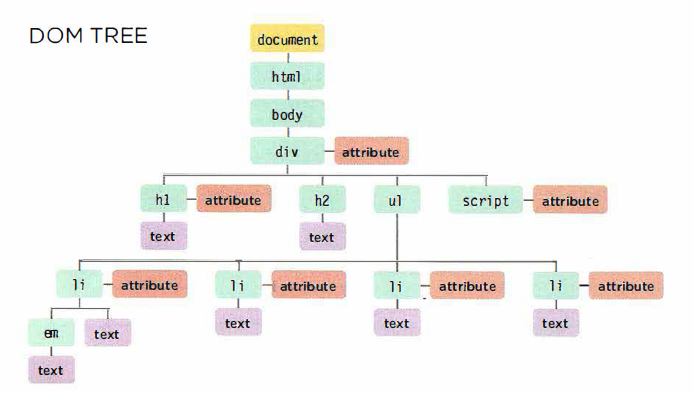 DOM TREE
document
html
body
div attribute
h1 attribute h2 ul script attribute
text text
li attribute li attribute li attribute li attribute
text text text
em text
text